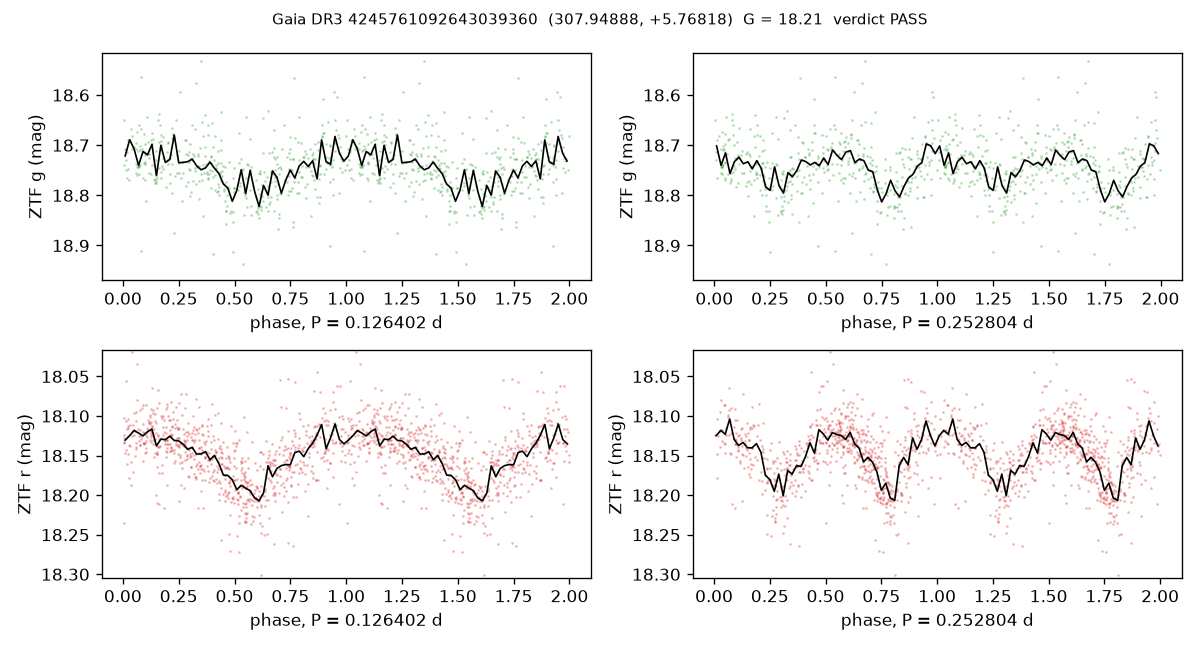 Gaia DR3 4245761092643039360  (307.94888, +5.76818)  G = 18.21  verdict PASS
ZTF g (mag)
18.6
18.7
18.8
18.9
0.00 0.25 0.50 0.75 1.00 1.25 1.50 1.75 2.00
phase, P = 0.126402 d
ZTF g (mag)
18.6
18.7
18.8
18.9
0.00 0.25 0.50 0.75 1.00 1.25 1.50 1.75 2.00
phase, P = 0.252804 d
ZTF r (mag)
18.05
18.10
18.15
18.20
18.25
18.30
0.00 0.25 0.50 0.75 1.00 1.25 1.50 1.75 2.00
phase, P = 0.126402 d
ZTF r (mag)
18.05
18.10
18.15
18.20
18.25
18.30
0.00 0.25 0.50 0.75 1.00 1.25 1.50 1.75 2.00
phase, P = 0.252804 d